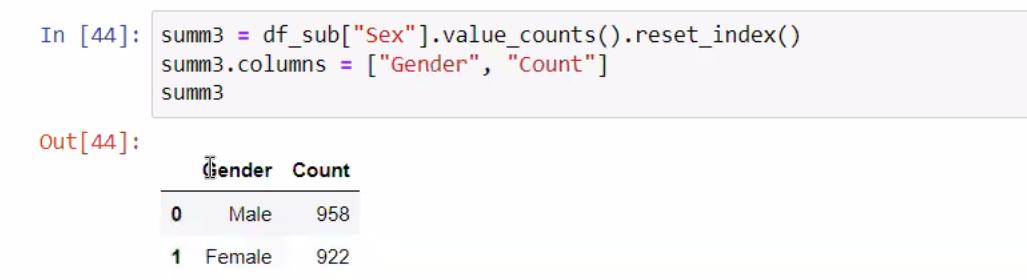 In [44]: summ3 = df_sub["Sex"].value_counts().reset_index()
summ3.columns = ["Gender", "Count"]
summ3
Out[44]:
Gender Count
0 Male 958
1 Female 922